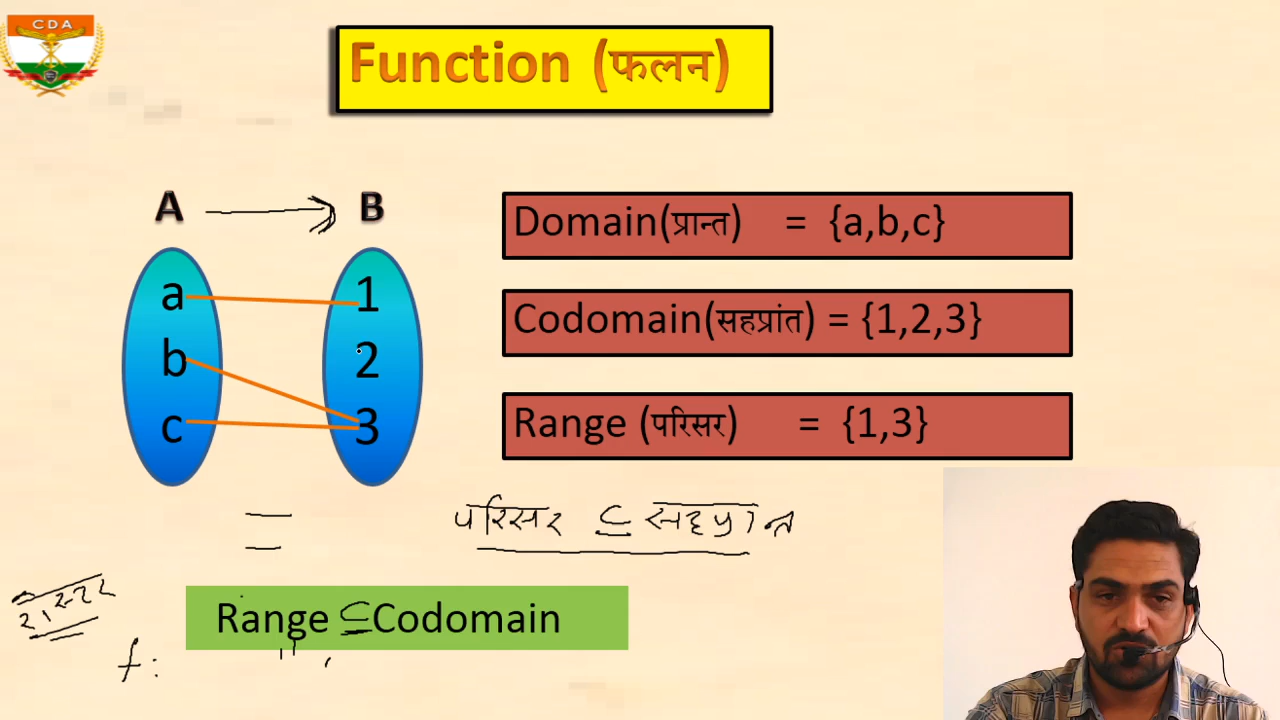 CDA
Function (फलन)
A B
a 1
b 2
c 3
Domain(प्रान्त) = {a,b,c}
Codomain(सहप्रांत) = {1,2,3}
Range (परिसर) = {1,3}
परिसर ⊆ सहप्रान्त
Range ⊆ Codomain
f :